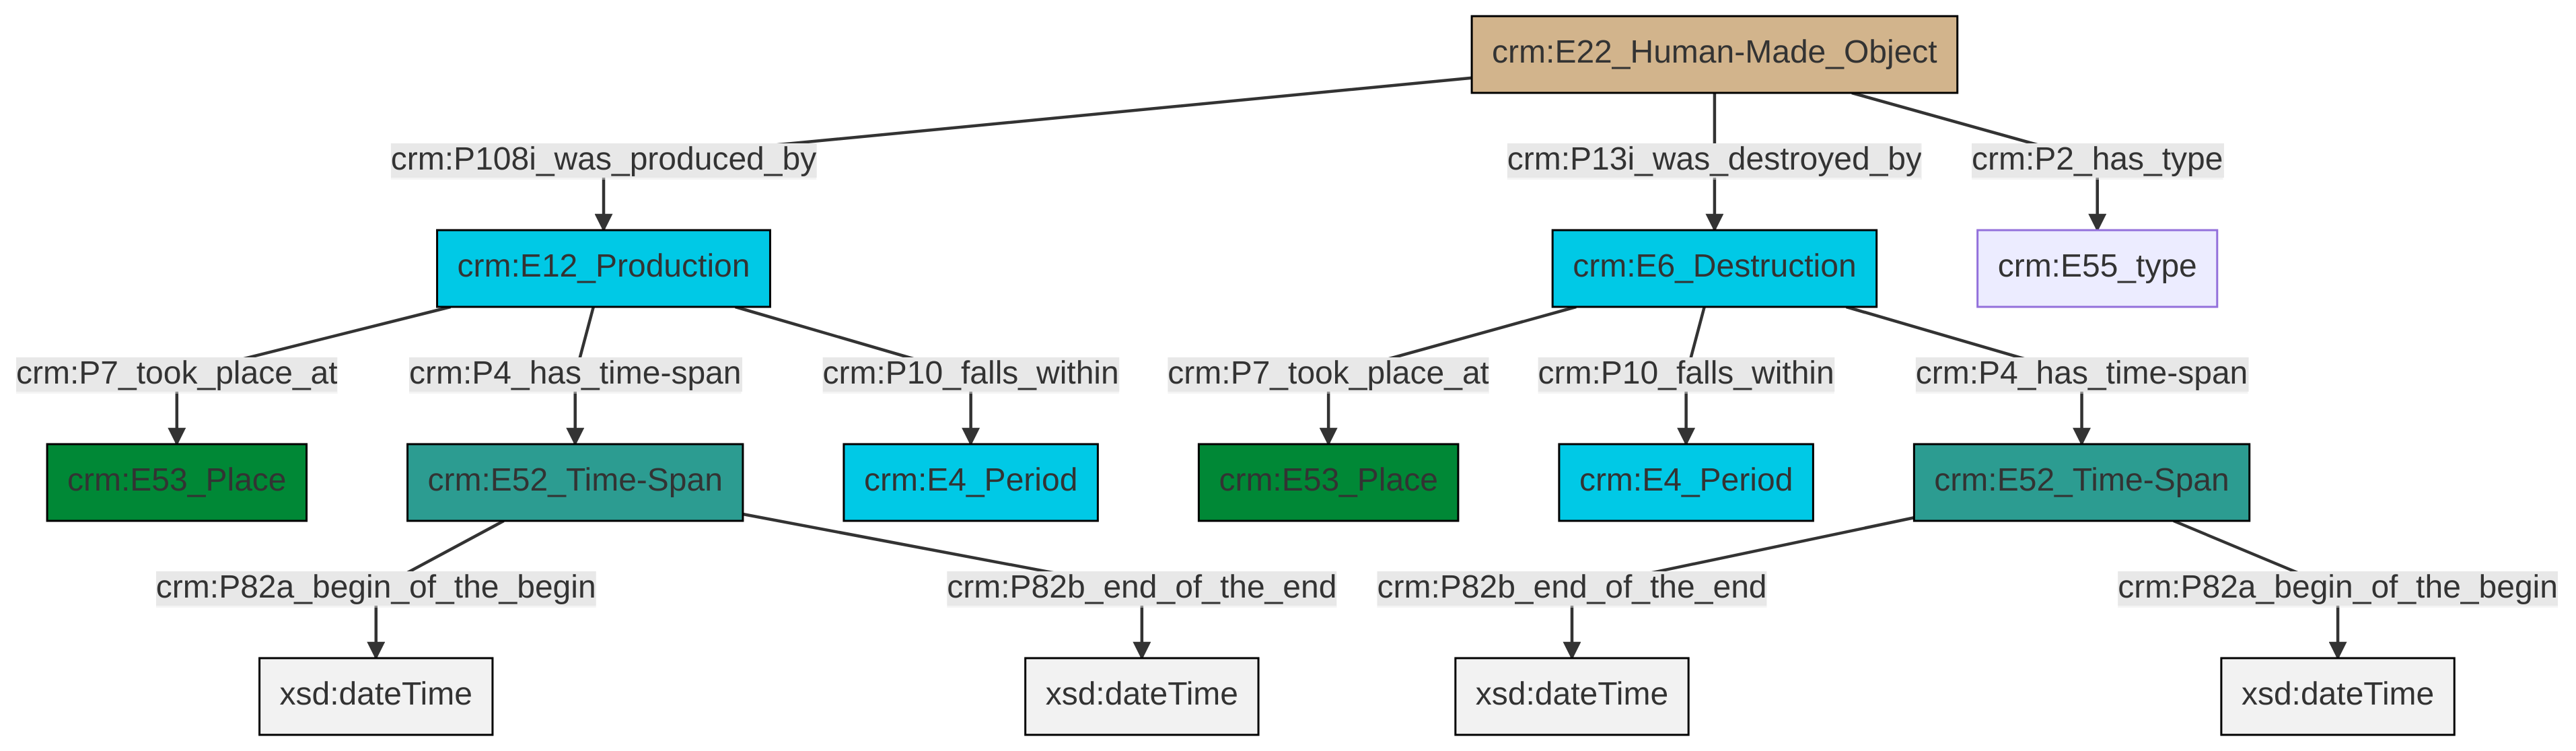 crm:E22_Human-Made_Object
crm:P108i_was_produced_by
crm:P13i_was_destroyed_by
crm:P2_has_type
crm:E12_Production
crm:E6_Destruction
crm:E55_type
crm:P7_took_place_at
crm:P4_has_time-span
crm:P10_falls_within
crm:P7_took_place_at
crm:P10_falls_within
crm:P4_has_time-span
crm:E53_Place
crm:E52_Time-Span
crm:E4_Period
crm:E53_Place
crm:E4_Period
crm:E52_Time-Span
crm:P82a_begin_of_the_begin
crm:P82b_end_of_the_end
crm:P82b_end_of_the_end
crm:P82a_begin_of_the_begin
xsd:dateTime
xsd:dateTime
xsd:dateTime
xsd:dateTime